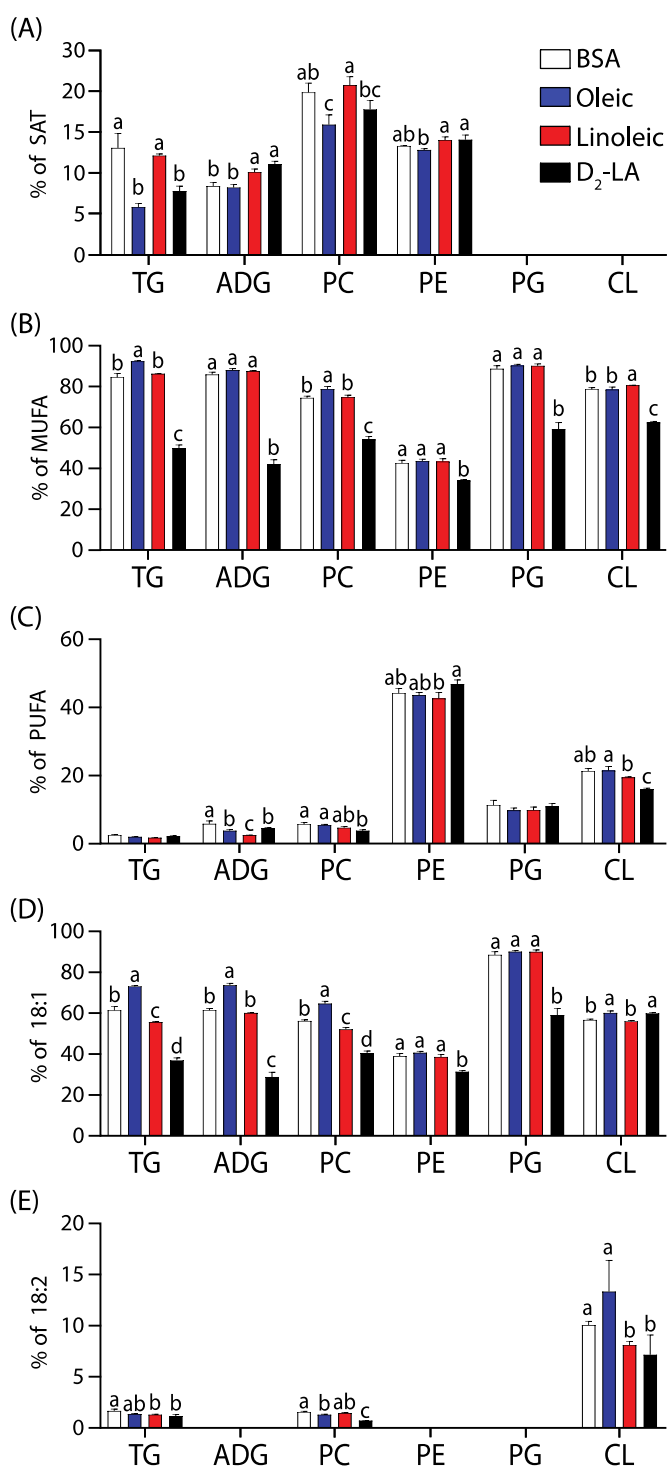 (A)
% of SAT
30
20
15
10
5
0
a b a b
b b a a
ab c a bc
ab b a a
BSA
Oleic
Linoleic
D₂-LA
TG ADG PC PE PG CL
(B)
% of MUFA
100
80
60
40
20
0
b a b c
a a a b
b a b c
a a a b
a a a b
b b a c
TG ADG PC PE PG CL
(C)
% of PUFA
60
40
20
0
a b c b
a a ab b
ab ab b a
ab a b c
TG ADG PC PE PG CL
(D)
% of 18:1
100
80
60
40
20
0
b a c d
b a b c
b a c d
a a a b
a a a b
b a b a
TG ADG PC PE PG CL
(E)
% of 18:2
20
15
10
5
0
a ab b b
a b ab c
a a b b
TG ADG PC PE PG CL